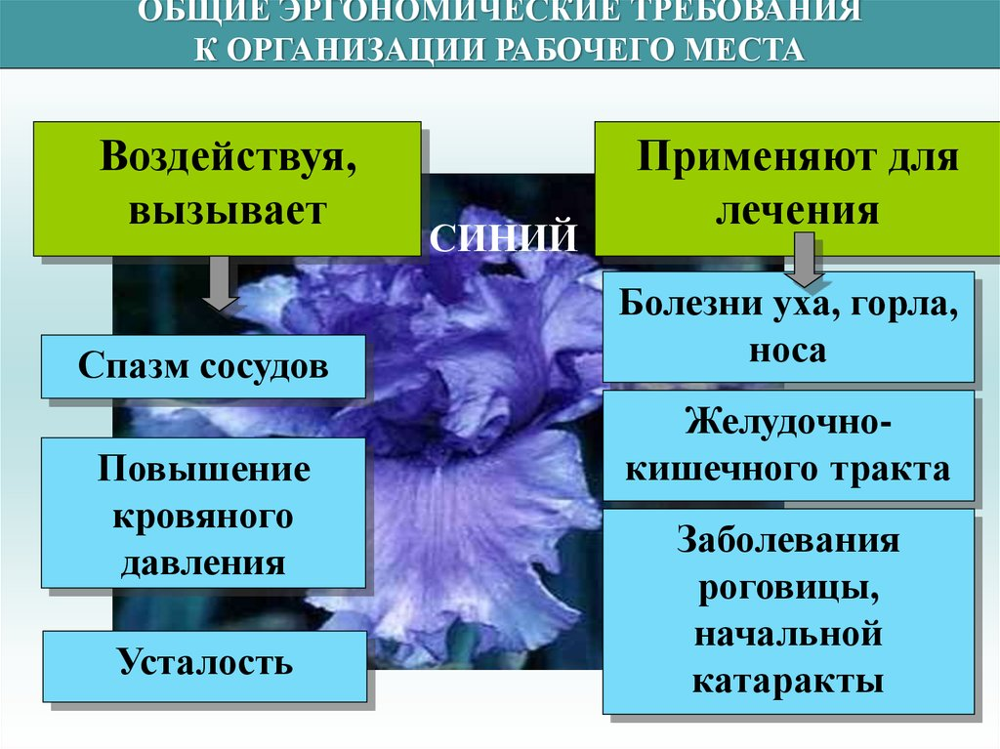 ОБЩИЕ ЭРГОНОМИЧЕСКИЕ ТРЕБОВАНИЯ
К ОРГАНИЗАЦИИ РАБОЧЕГО МЕСТА
Воздействуя,
вызывает
СИНИЙ
Применяют для
лечения
Спазм сосудов
Повышение
кровяного
давления
Усталость
Болезни уха, горла,
носа
Желудочно-
кишечного тракта
Заболевания
роговицы,
начальной
катаракты